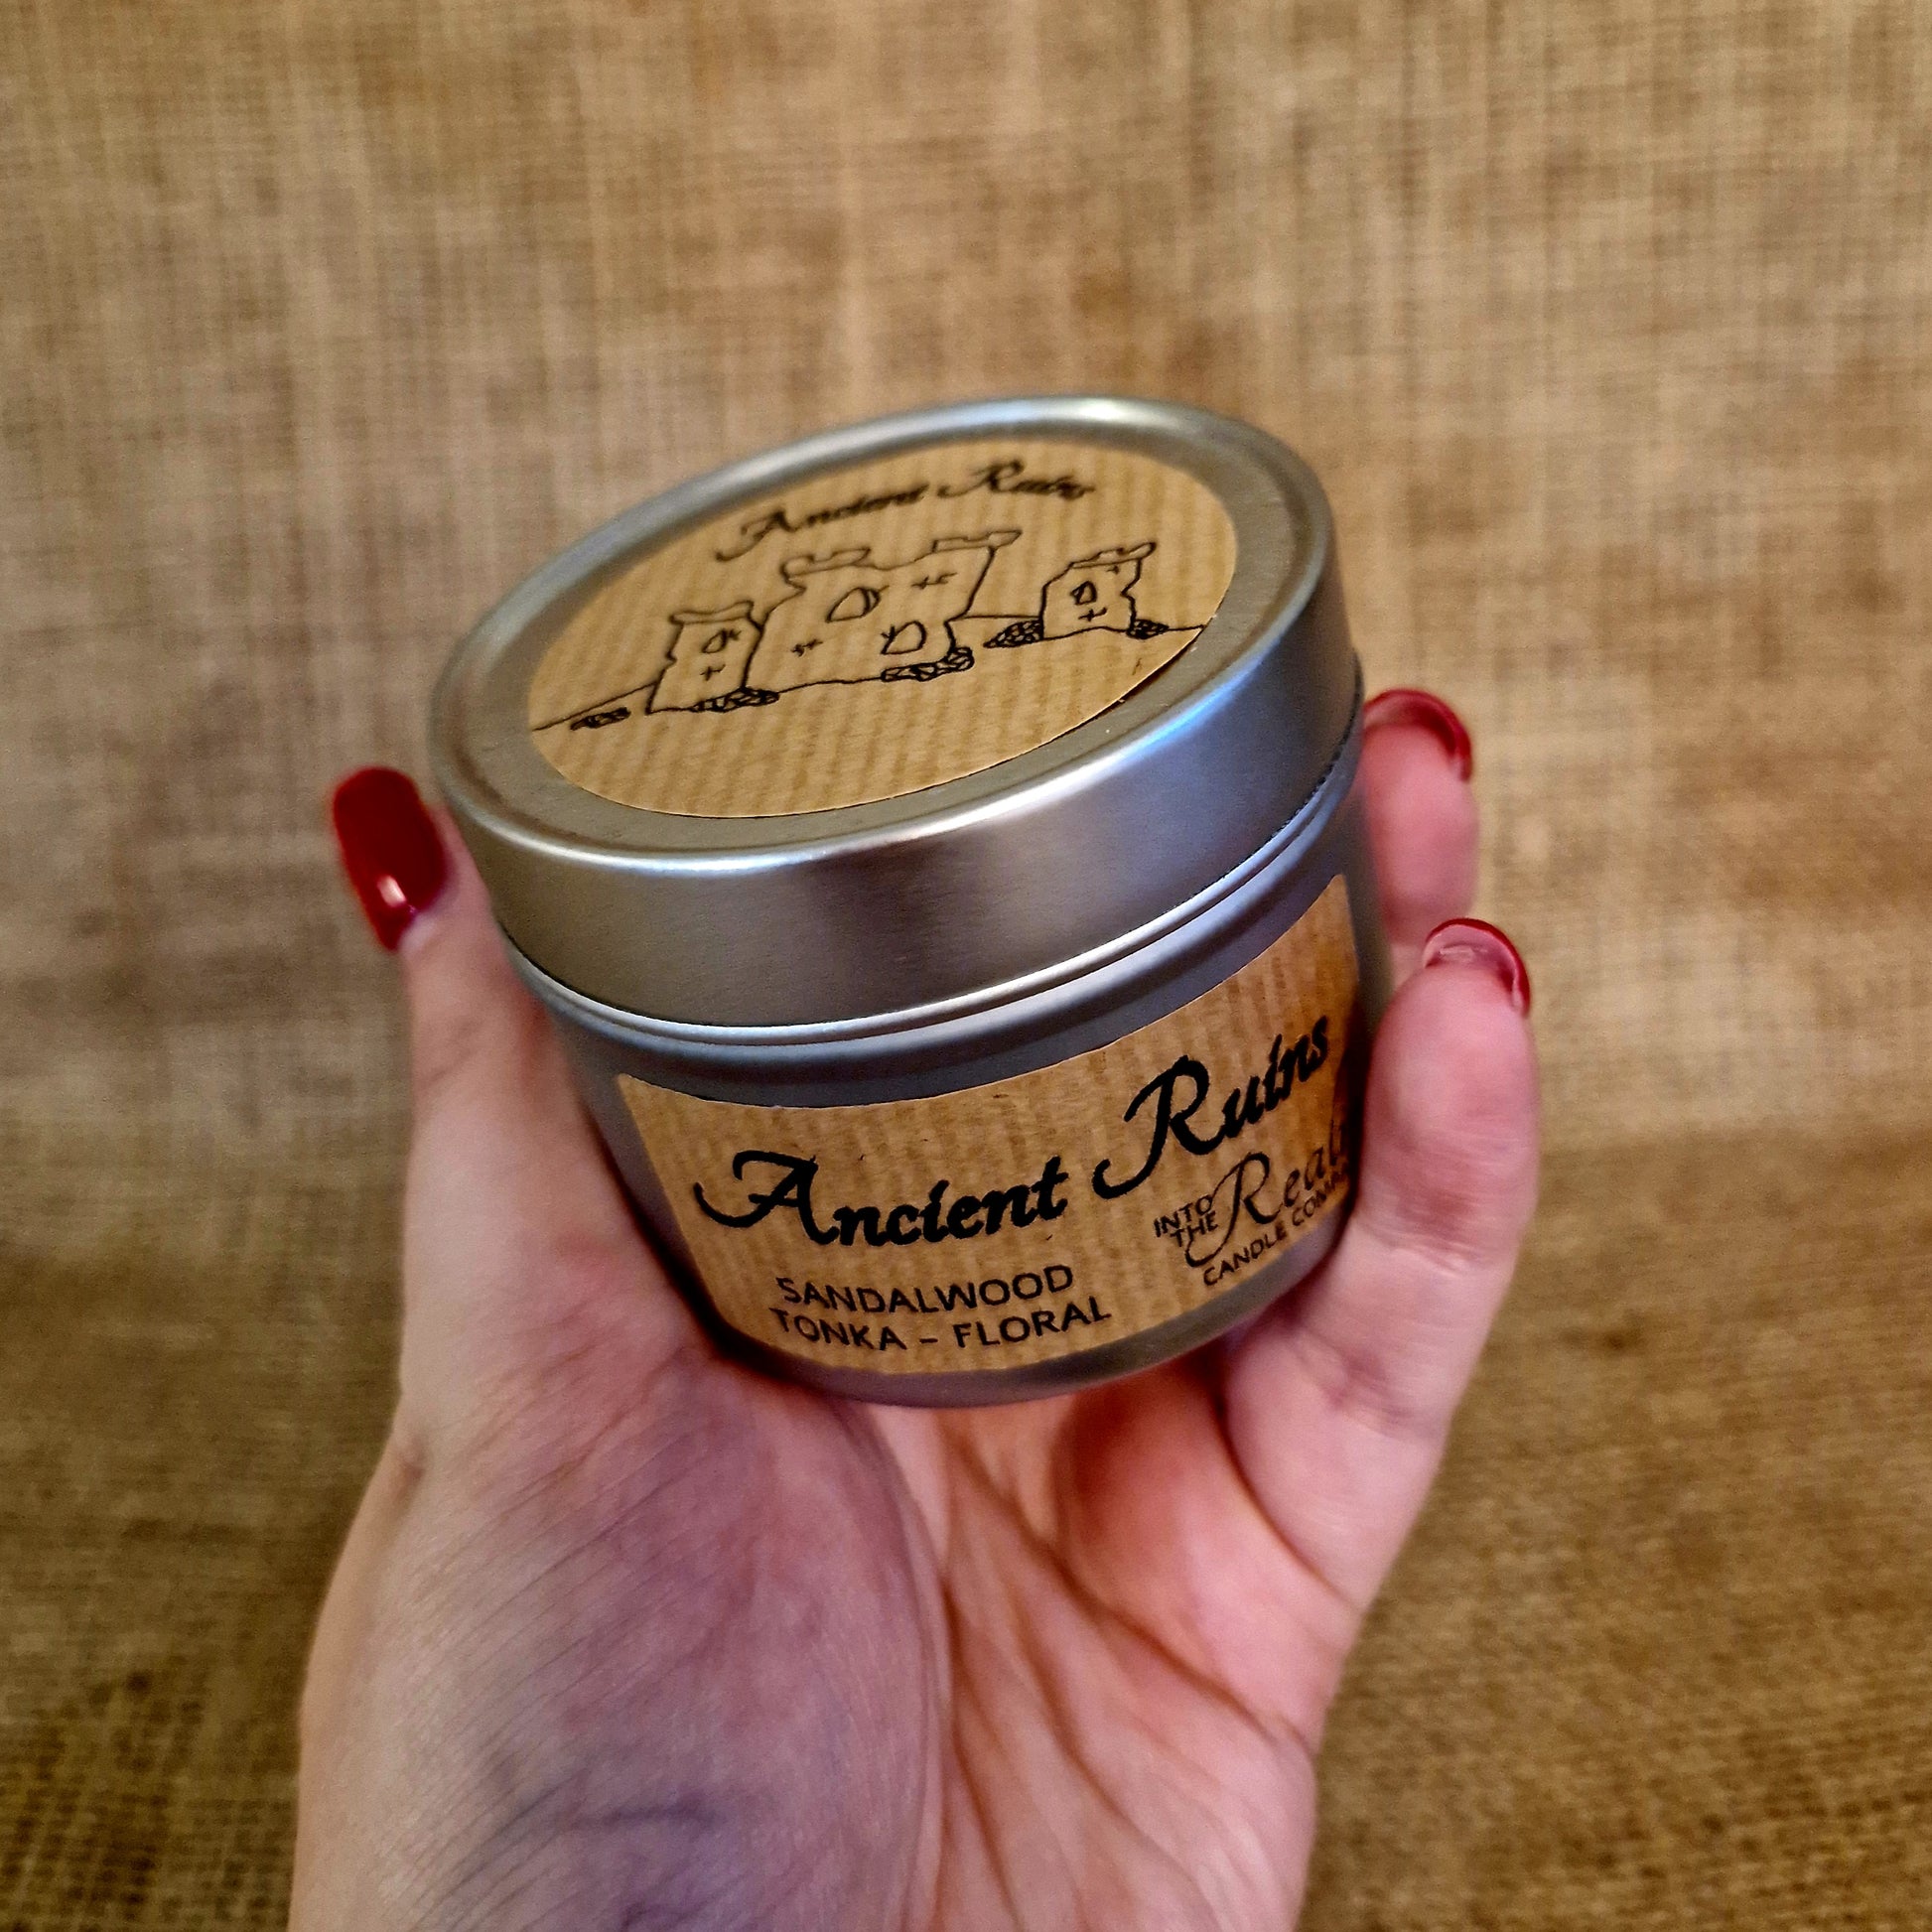 Ancient Ruins
Ancient Ruins
SANDALWOOD
TONKA – FLORAL
INTO
THE
CANDLE